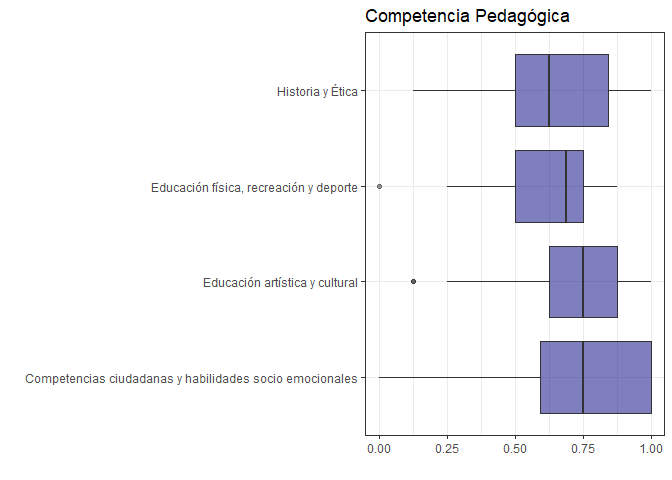 Competencia Pedagógica
Historia y Ética
Educación física, recreación y deporte
Educación artística y cultural
Competencias ciudadanas y habilidades socio emocionales
0.00 0.25 0.50 0.75 1.00